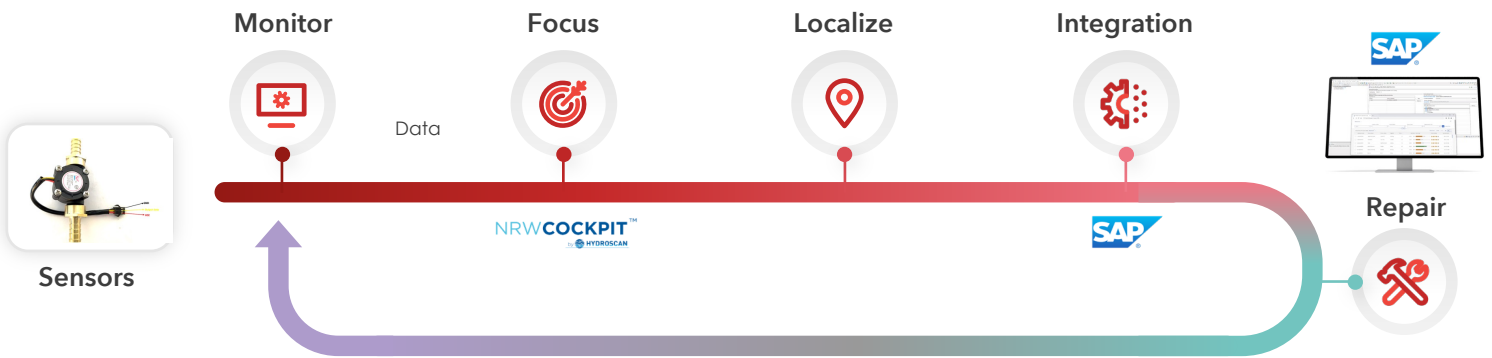 Monitor
Focus
Localize
Integration
SAP
Data
NRWCOCKPIT™
by HYDROSCAN
SAP
Repair
Sensors